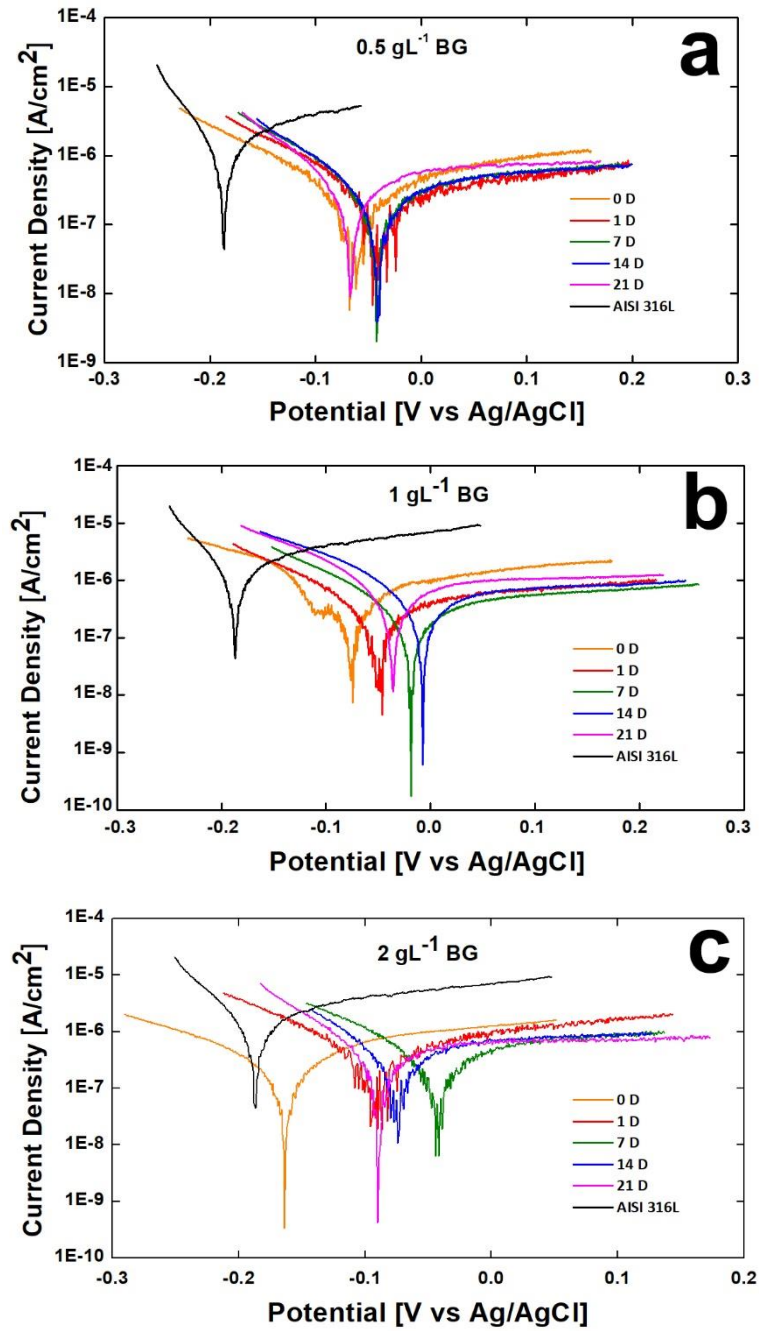 a
0.5 gL⁻¹ BG
1E-4
1E-5
1E-6
1E-7
1E-8
1E-9
Current Density [A/cm²]
0 D
1 D
7 D
14 D
21 D
AISI 316L
-0.3 -0.2 -0.1 0.0 0.1 0.2 0.3
Potential [V vs Ag/AgCl]
b
1 gL⁻¹ BG
1E-4
1E-5
1E-6
1E-7
1E-8
1E-9
1E-10
Current Density [A/cm²]
0 D
1 D
7 D
14 D
21 D
AISI 316L
-0.3 -0.2 -0.1 0.0 0.1 0.2 0.3
Potential [V vs Ag/AgCl]
c
2 gL⁻¹ BG
1E-4
1E-5
1E-6
1E-7
1E-8
1E-9
1E-10
Current Density [A/cm²]
0 D
1 D
7 D
14 D
21 D
AISI 316L
-0.3 -0.2 -0.1 0.0 0.1 0.2
Potential [V vs Ag/AgCl]